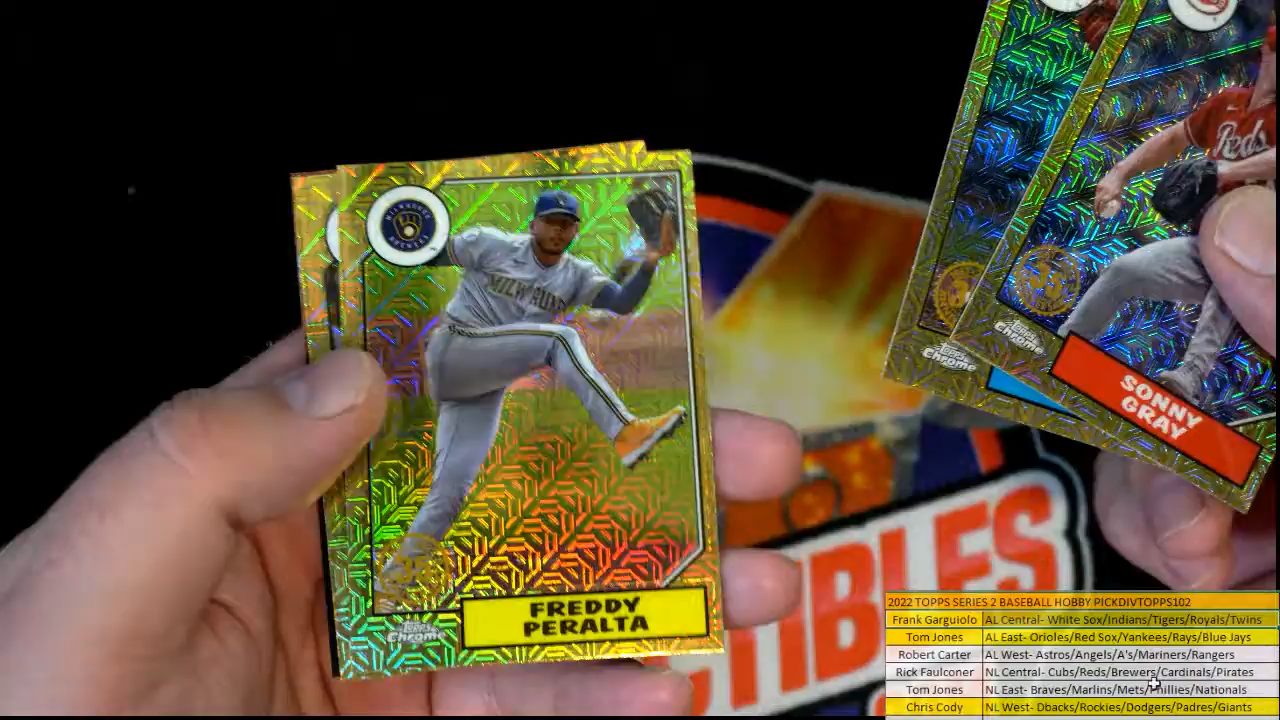 MILWAUKEE
BREWERS
MILWAUKEE
35
Topps
Chrome
FREDDY
PERALTA
Reds
Topps
Chrome
Topps
Chrome
SONNY
GRAY
TIBLES
2022 TOPPS SERIES 2 BASEBALL HOBBY PICKDIVTOPPS102
Frank Garguiolo AL Central- White Sox/Indians/Tigers/Royals/Twins
Tom Jones AL East- Orioles/Red Sox/Yankees/Rays/Blue Jays
Robert Carter AL West- Astros/Angels/A's/Mariners/Rangers
Rick Faulconer NL Central- Cubs/Reds/Brewers/Cardinals/Pirates
Tom Jones NL East- Braves/Marlins/Mets/Phillies/Nationals
Chris Cody NL West- Dbacks/Rockies/Dodgers/Padres/Giants